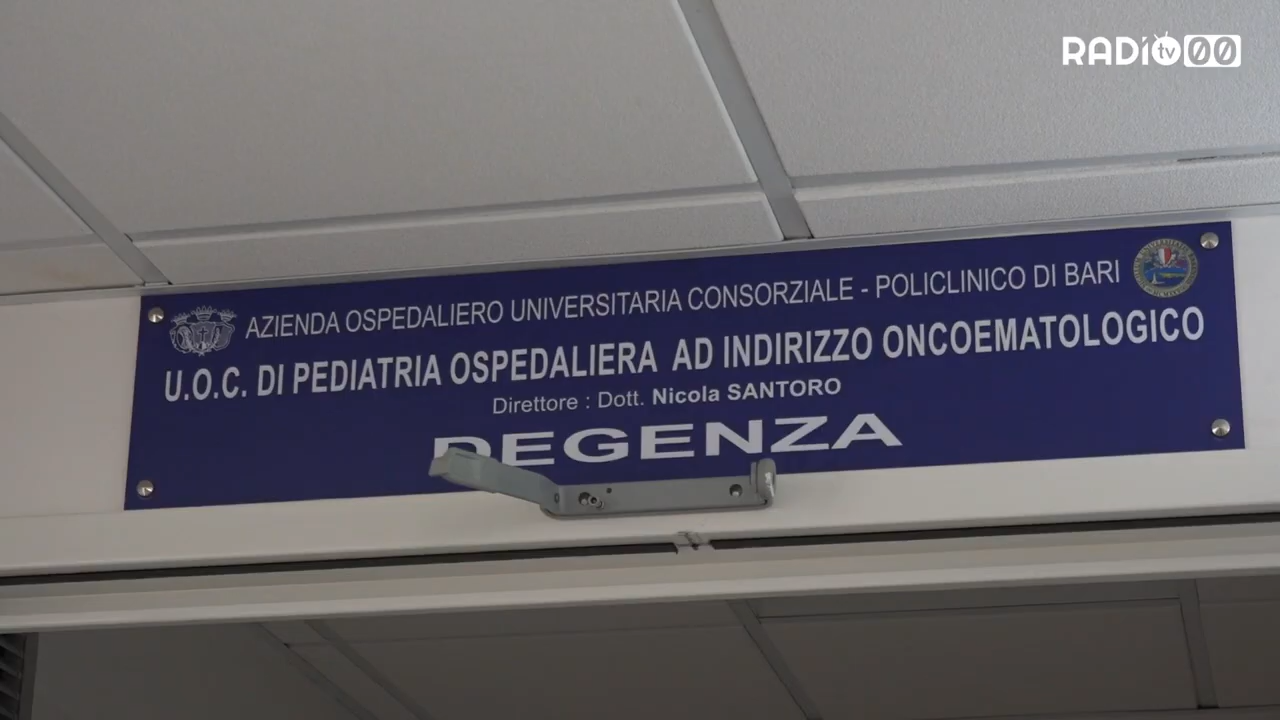 RADIO tv 00
AZIENDA OSPEDALIERO UNIVERSITARIA CONSORZIALE - POLICLINICO DI BARI
U.O.C. DI PEDIATRIA OSPEDALIERA AD INDIRIZZO ONCOEMATOLOGICO
Direttore : Dott. Nicola SANTORO
DEGENZA